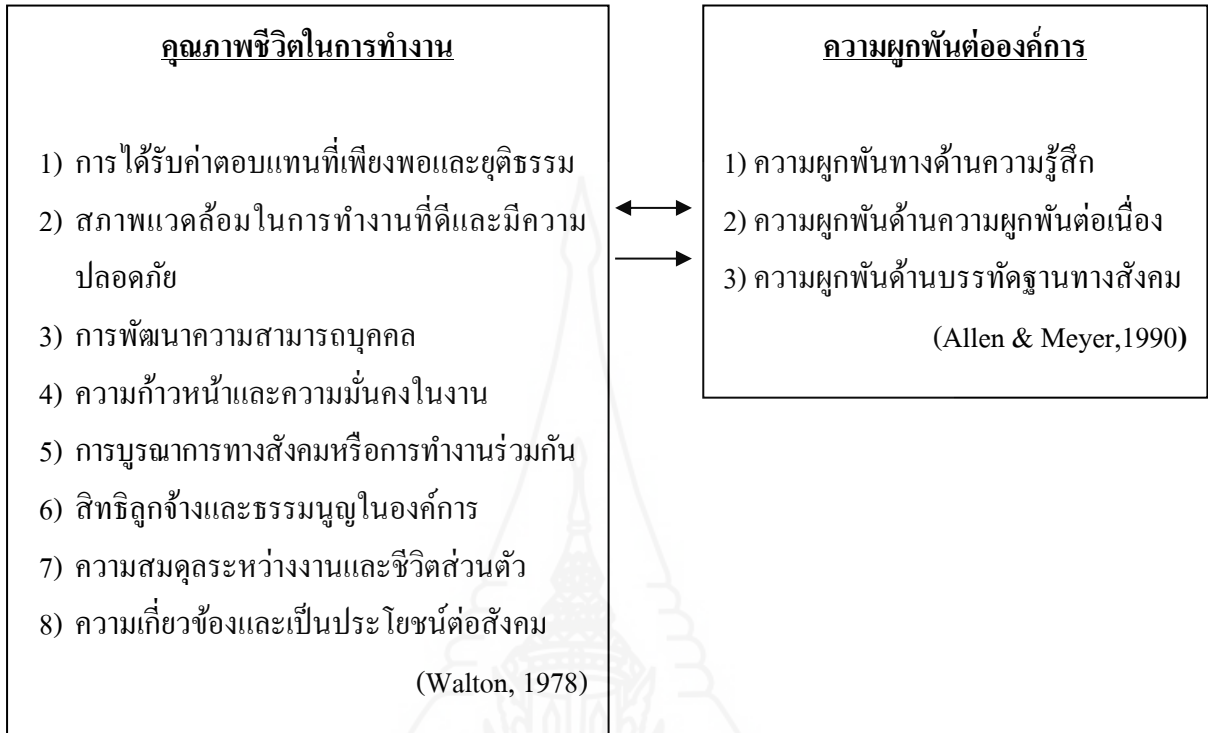 คุณภาพชีวิตในการทำงาน
1) การได้รับค่าตอบแทนที่เพียงพอและยุติธรรม
2) สภาพแวดล้อมในการทำงานที่ดีและมีความ
ปลอดภัย
3) การพัฒนาความสามารถบุคคล
4) ความก้าวหน้าและความมั่นคงในงาน
5) การบูรณาการทางสังคมหรือการทำงานร่วมกัน
6) สิทธิลูกจ้างและธรรมนูญในองค์การ
7) ความสมดุลระหว่างงานและชีวิตส่วนตัว
8) ความเกี่ยวข้องและเป็นประโยชน์ต่อสังคม
(Walton, 1978)
ความผูกพันต่อองค์การ
1) ความผูกพันทางด้านความรู้สึก
2) ความผูกพันด้านความผูกพันต่อเนื่อง
3) ความผูกพันด้านบรรทัดฐานทางสังคม
(Allen & Meyer,1990)